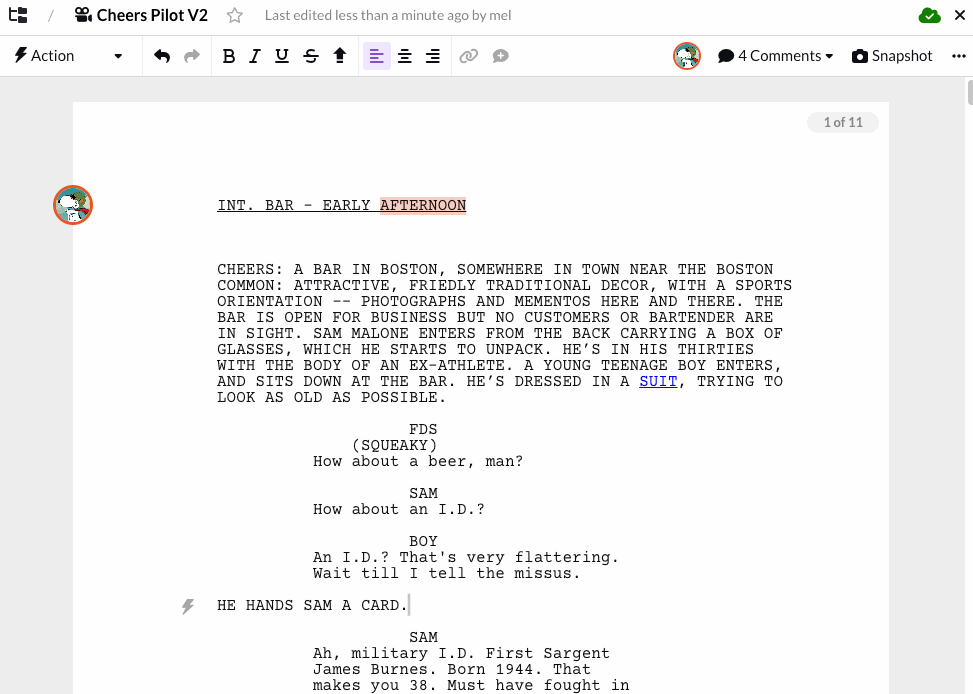 / Cheers Pilot V2 Last edited less than a minute ago by mel
Action B I U S 4 Comments Snapshot
1 of 11
INT. BAR - EARLY AFTERNOON
CHEERS: A BAR IN BOSTON, SOMEWHERE IN TOWN NEAR THE BOSTON
COMMON: ATTRACTIVE, FRIEDLY TRADITIONAL DECOR, WITH A SPORTS
ORIENTATION -- PHOTOGRAPHS AND MEMENTOS HERE AND THERE. THE
BAR IS OPEN FOR BUSINESS BUT NO CUSTOMERS OR BARTENDER ARE
IN SIGHT. SAM MALONE ENTERS FROM THE BACK CARRYING A BOX OF
GLASSES, WHICH HE STARTS TO UNPACK. HE’S IN HIS THIRTIES
WITH THE BODY OF AN EX-ATHLETE. A YOUNG TEENAGE BOY ENTERS,
AND SITS DOWN AT THE BAR. HE’S DRESSED IN A SUIT, TRYING TO
LOOK AS OLD AS POSSIBLE.
FDS
(SQUEAKY)
How about a beer, man?
SAM
How about an I.D.?
BOY
An I.D.? That's very flattering.
Wait till I tell the missus.
HE HANDS SAM A CARD.
SAM
Ah, military I.D. First Sargent
James Burnes. Born 1944. That
makes you 38. Must have fought in